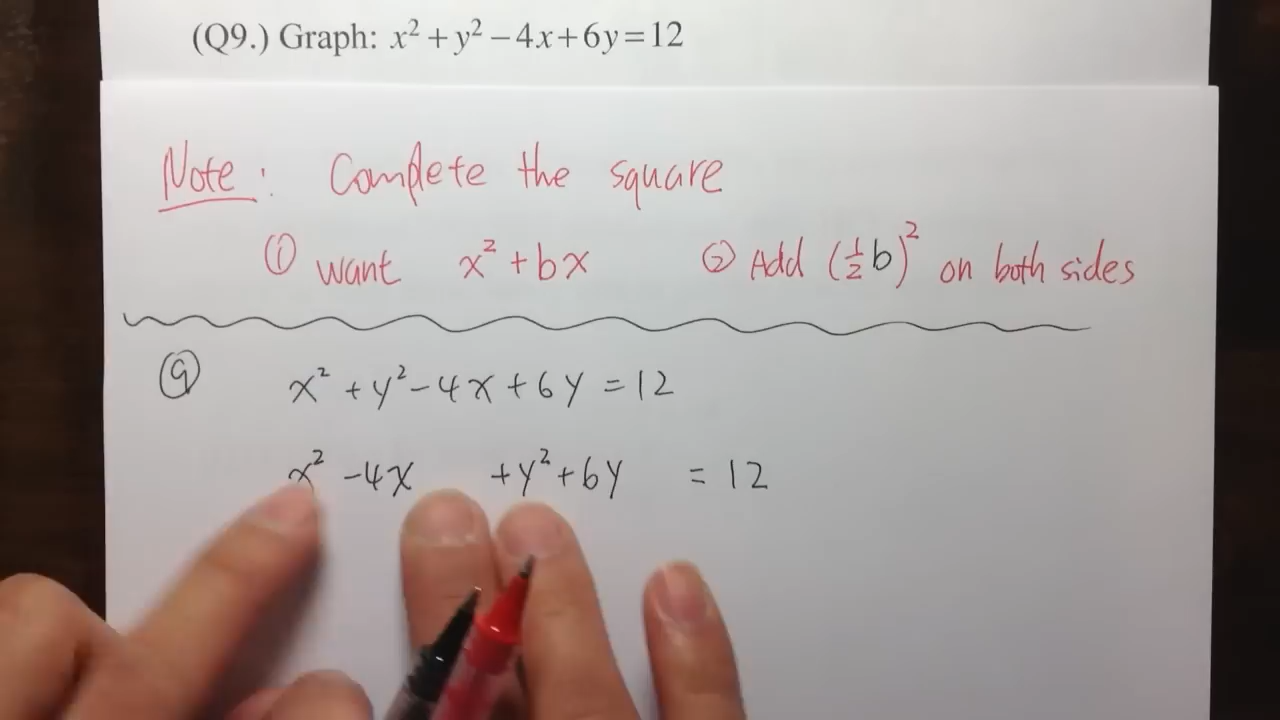 (Q9.) Graph: x² + y² − 4x + 6y = 12
Note: Complete the square
① want x² + bx ② Add (½b)² on both sides
⑨ x² + y² − 4x + 6y = 12
x² − 4x + y² + 6y = 12